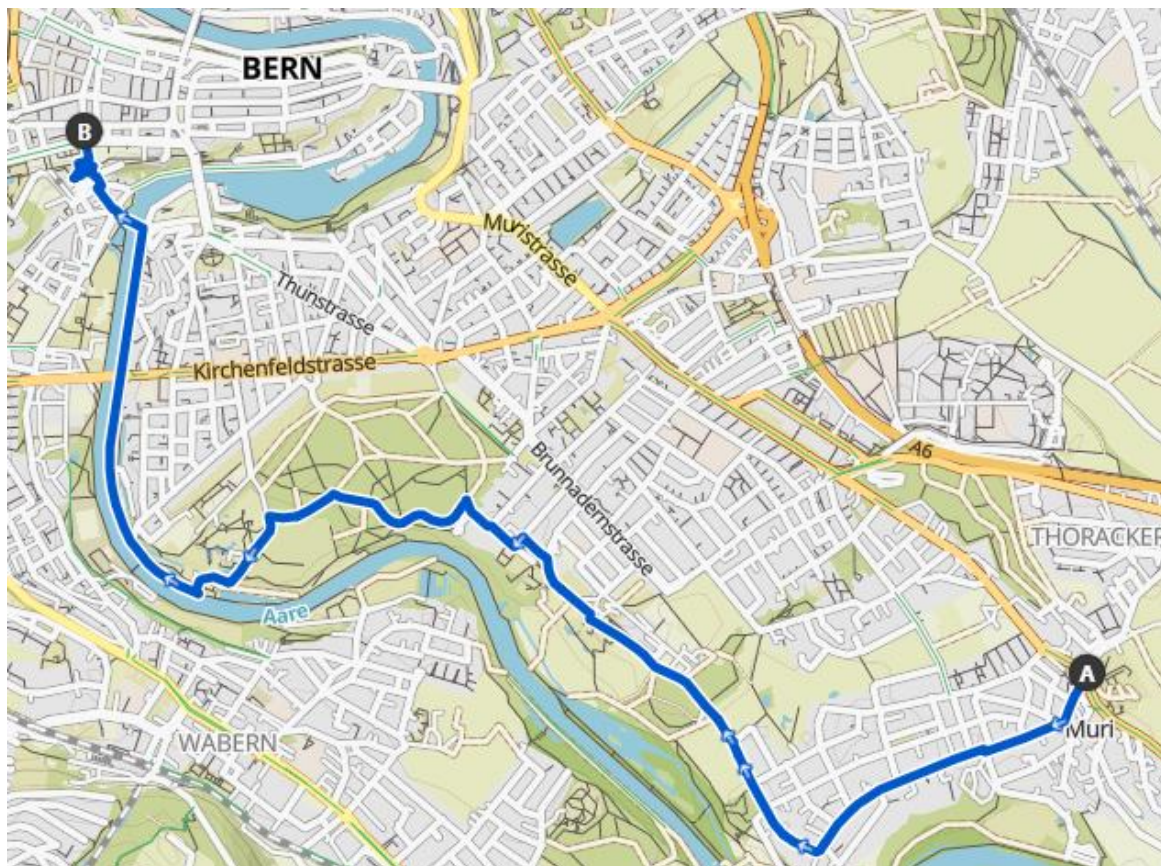 BERN
B
Muristrasse
Thunstrasse
Kirchenfeldstrasse
A6
Brunnadernstrasse
THORACKER
Aare
A
Muri
WABERN